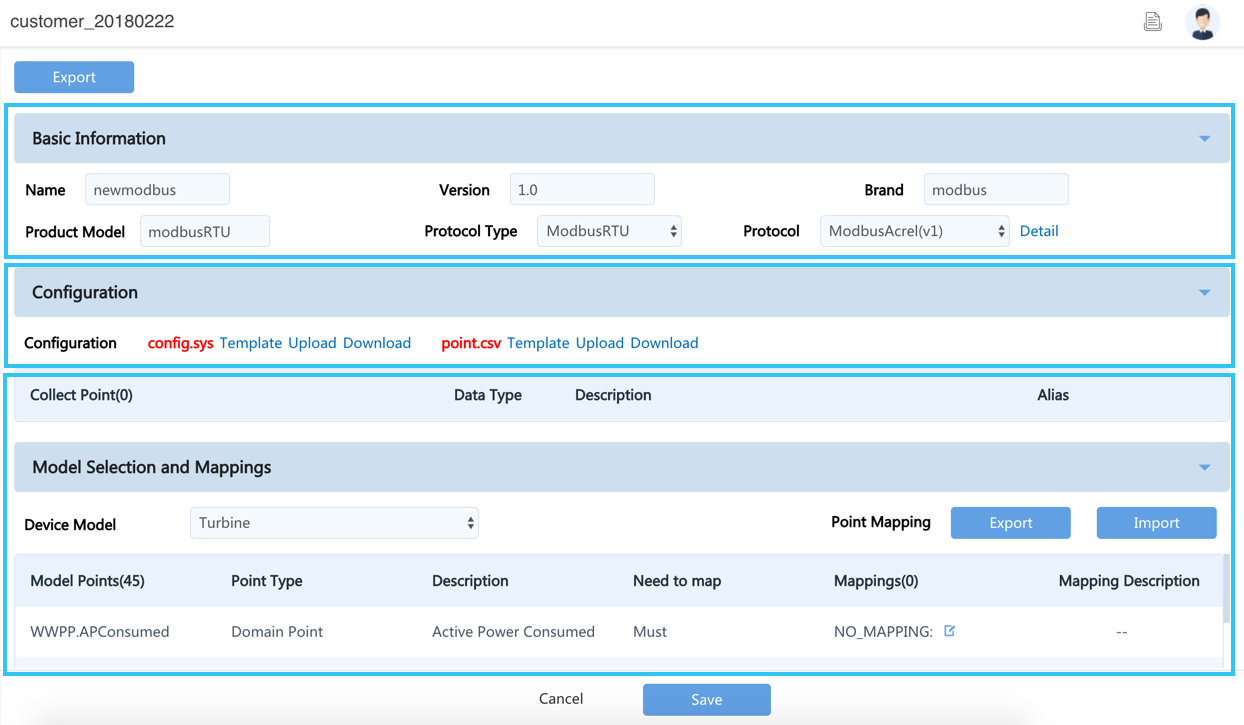 customer_20180222
Export
Basic Information
Name newmodbus Version 1.0 Brand modbus
Product Model modbusRTU Protocol Type ModbusRTU Protocol ModbusAcrel(v1) Detail
Configuration
Configuration config.sys Template Upload Download point.csv Template Upload Download
Collect Point(0) Data Type Description Alias
Model Selection and Mappings
Device Model Turbine Point Mapping Export Import
Model Points(45) Point Type Description Need to map Mappings(0) Mapping Description
WWPP.APConsumed Domain Point Active Power Consumed Must NO_MAPPING: --
Cancel Save